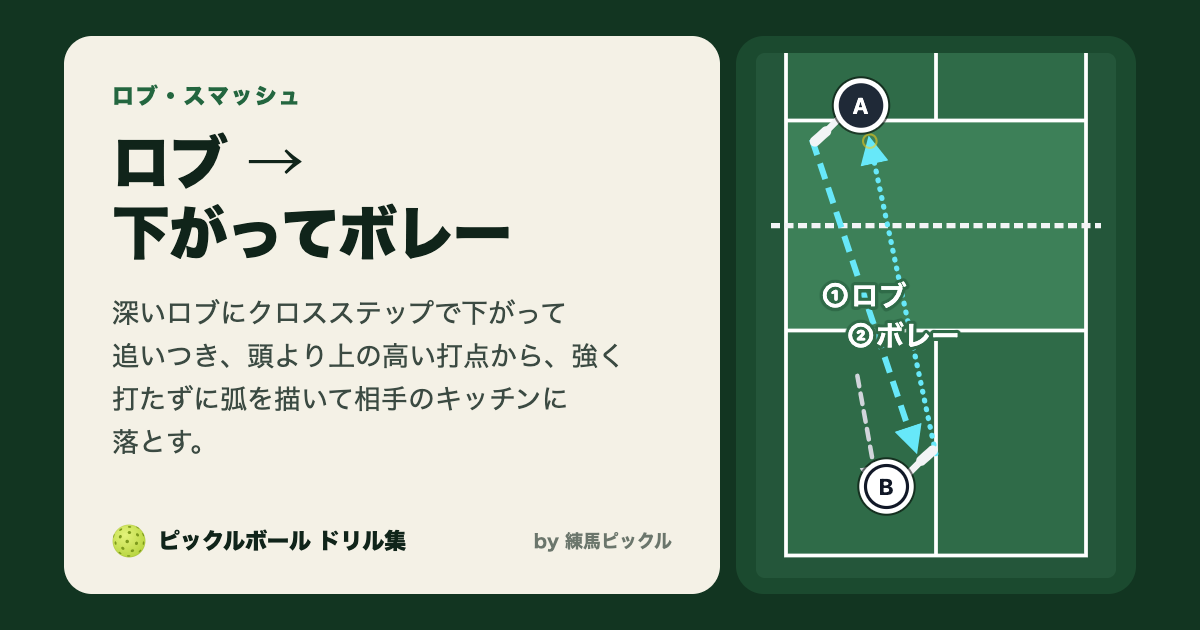 ロブ・スマッシュ
ロブ →
下がってボレー
深いロブにクロスステップで下がって
追いつき、頭より上の高い打点から、強く
打たずに弧を描いて相手のキッチンに
落とす。
ピックルボール ドリル集
by 練馬ピックル
A
①ロブ
②ボレー
B